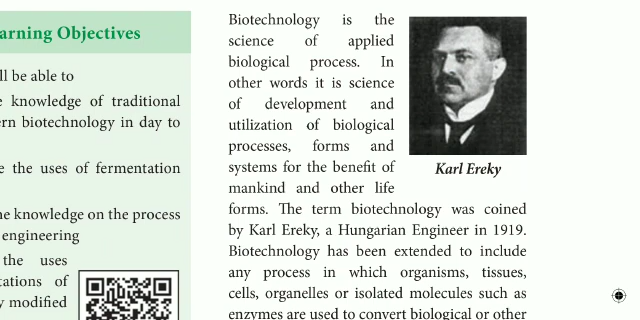 arning Objectives
ll be able to
knowledge of traditional
ern biotechnology in day to
e the uses of fermentation
he knowledge on the process
engineering
the uses
tations of
y modified
Biotechnology is the
science of applied
biological process. In
other words it is science
of development and
utilization of biological
processes, forms and
systems for the benefit of
mankind and other life
Karl Ereky
forms. The term biotechnology was coined
by Karl Ereky, a Hungarian Engineer in 1919.
Biotechnology has been extended to include
any process in which organisms, tissues,
cells, organelles or isolated molecules such as
enzymes are used to convert biological or other